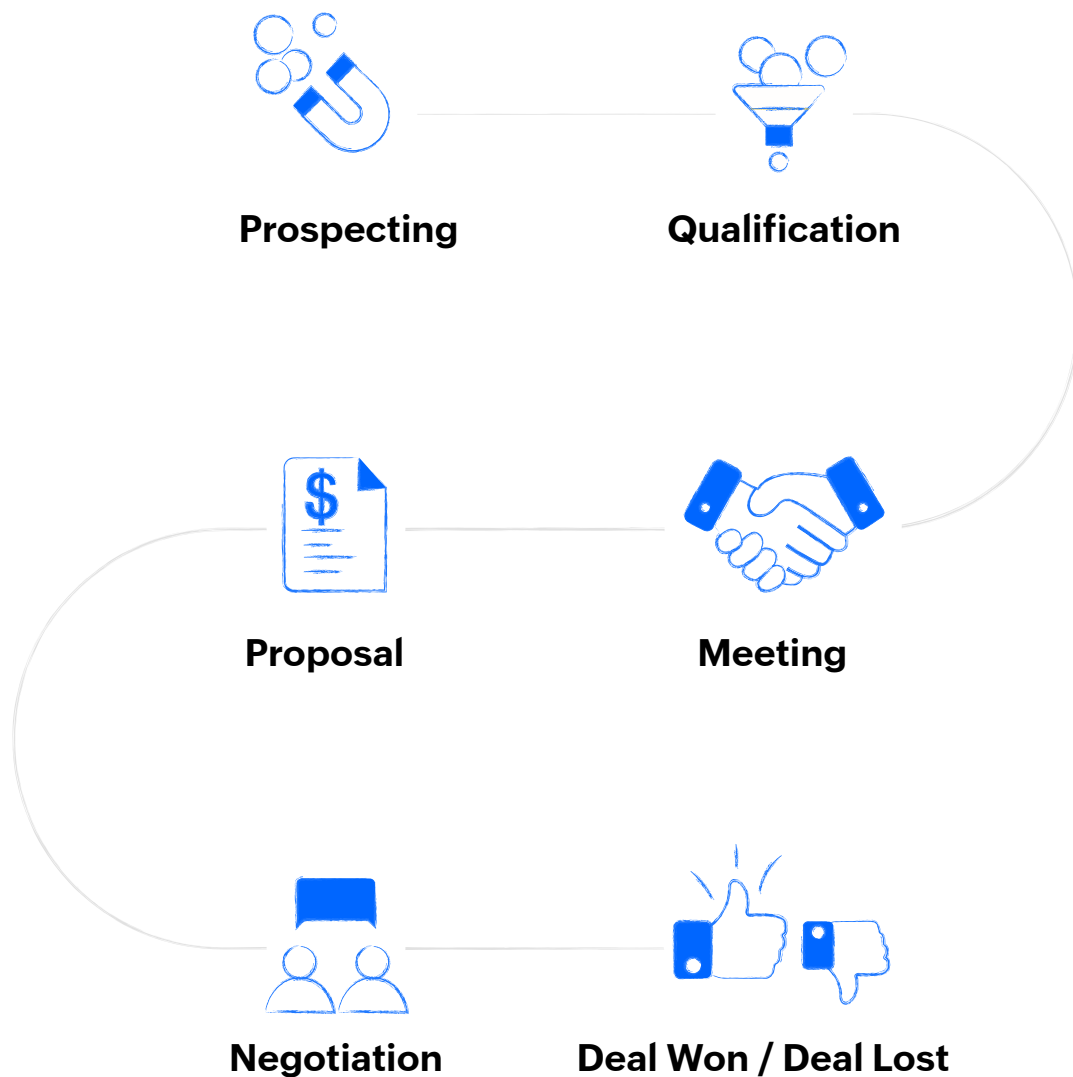 Prospecting
Qualification
Proposal
Meeting
Negotiation
Deal Won / Deal Lost
$